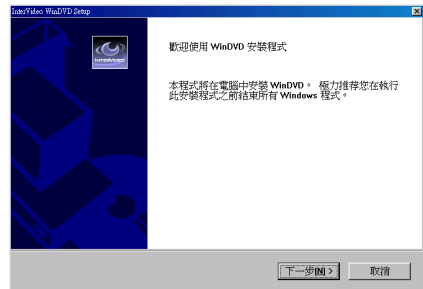 InterVideo WinDVD Setup
INTERVIDEO
歡迎使用 WinDVD 安裝程式
本程式將在電腦中安裝 WinDVD。 極力推荐您在執行
此安裝程式之前結束所有 Windows 程式。
下一步(N) >
取消